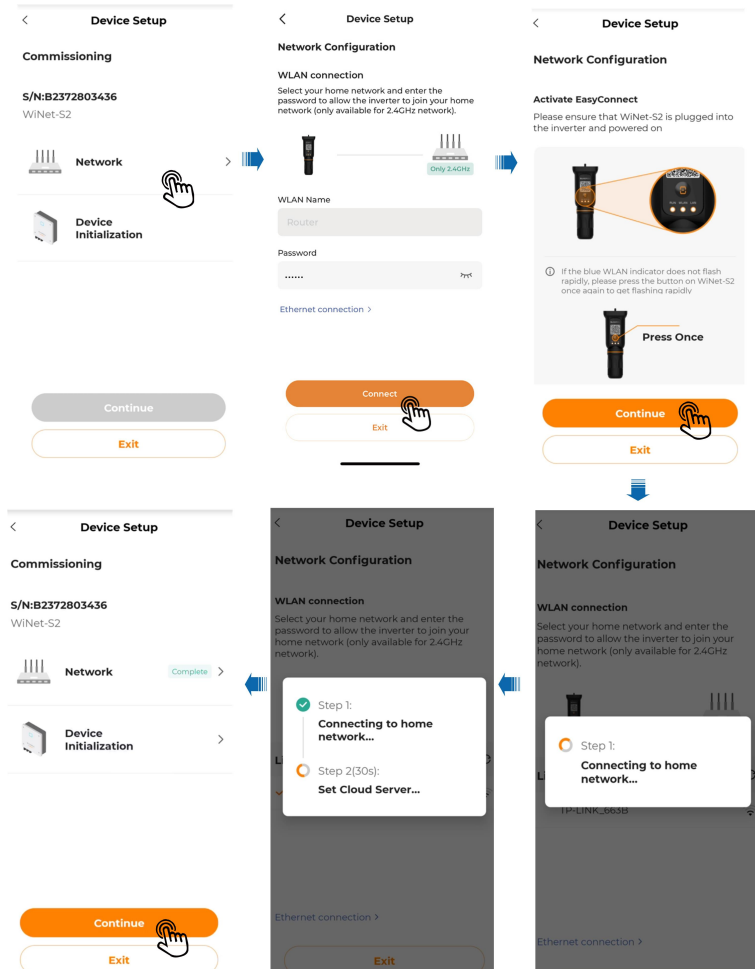 Device Setup
Commissioning
S/N:B2372803436
WiNet-S2
Network
Device
Initialization
Continue
Exit
Device Setup
Network Configuration
WLAN connection
Select your home network and enter the
password to allow the inverter to join your home
network (only available for 2.4GHz network).
Only 2.4GHz
WLAN Name
Router
Password
Ethernet connection >
Connect
Exit
Device Setup
Network Configuration
Activate EasyConnect
Please ensure that WiNet-S2 is plugged into
the inverter and powered on
If the blue WLAN indicator does not flash
rapidly, please press the button on WiNet-S2
once again to get flashing rapidly
Press Once
Continue
Exit
Device Setup
Network Configuration
WLAN connection
Select your home network and enter the
password to allow the inverter to join your
home network (only available for 2.4GHz
network).
Step 1:
Connecting to home
network...
TP-LINK_663B
Ethernet connection >
Device Setup
Network Configuration
WLAN connection
Select your home network and enter the
password to allow the inverter to join your
home network (only available for 2.4GHz
network).
Step 1:
Connecting to home
network...
Step 2(30s):
Set Cloud Server...
Ethernet connection >
Exit
Device Setup
Commissioning
S/N:B2372803436
WiNet-S2
Network
Complete
Device
Initialization
Continue
Exit